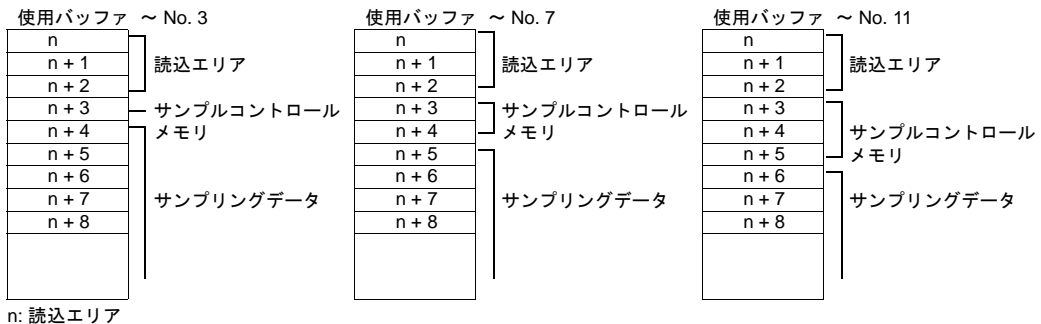 使用バッファ ～ No. 3
n
n + 1
n + 2
n + 3
n + 4
n + 5
n + 6
n + 7
n + 8
読込エリア
サンプルコントロール
メモリ
サンプリングデータ
使用バッファ ～ No. 7
n
n + 1
n + 2
n + 3
n + 4
n + 5
n + 6
n + 7
n + 8
読込エリア
サンプルコントロール
メモリ
サンプリングデータ
使用バッファ ～ No. 11
n
n + 1
n + 2
n + 3
n + 4
n + 5
n + 6
n + 7
n + 8
読込エリア
サンプルコントロール
メモリ
サンプリングデータ
n: 読込エリア